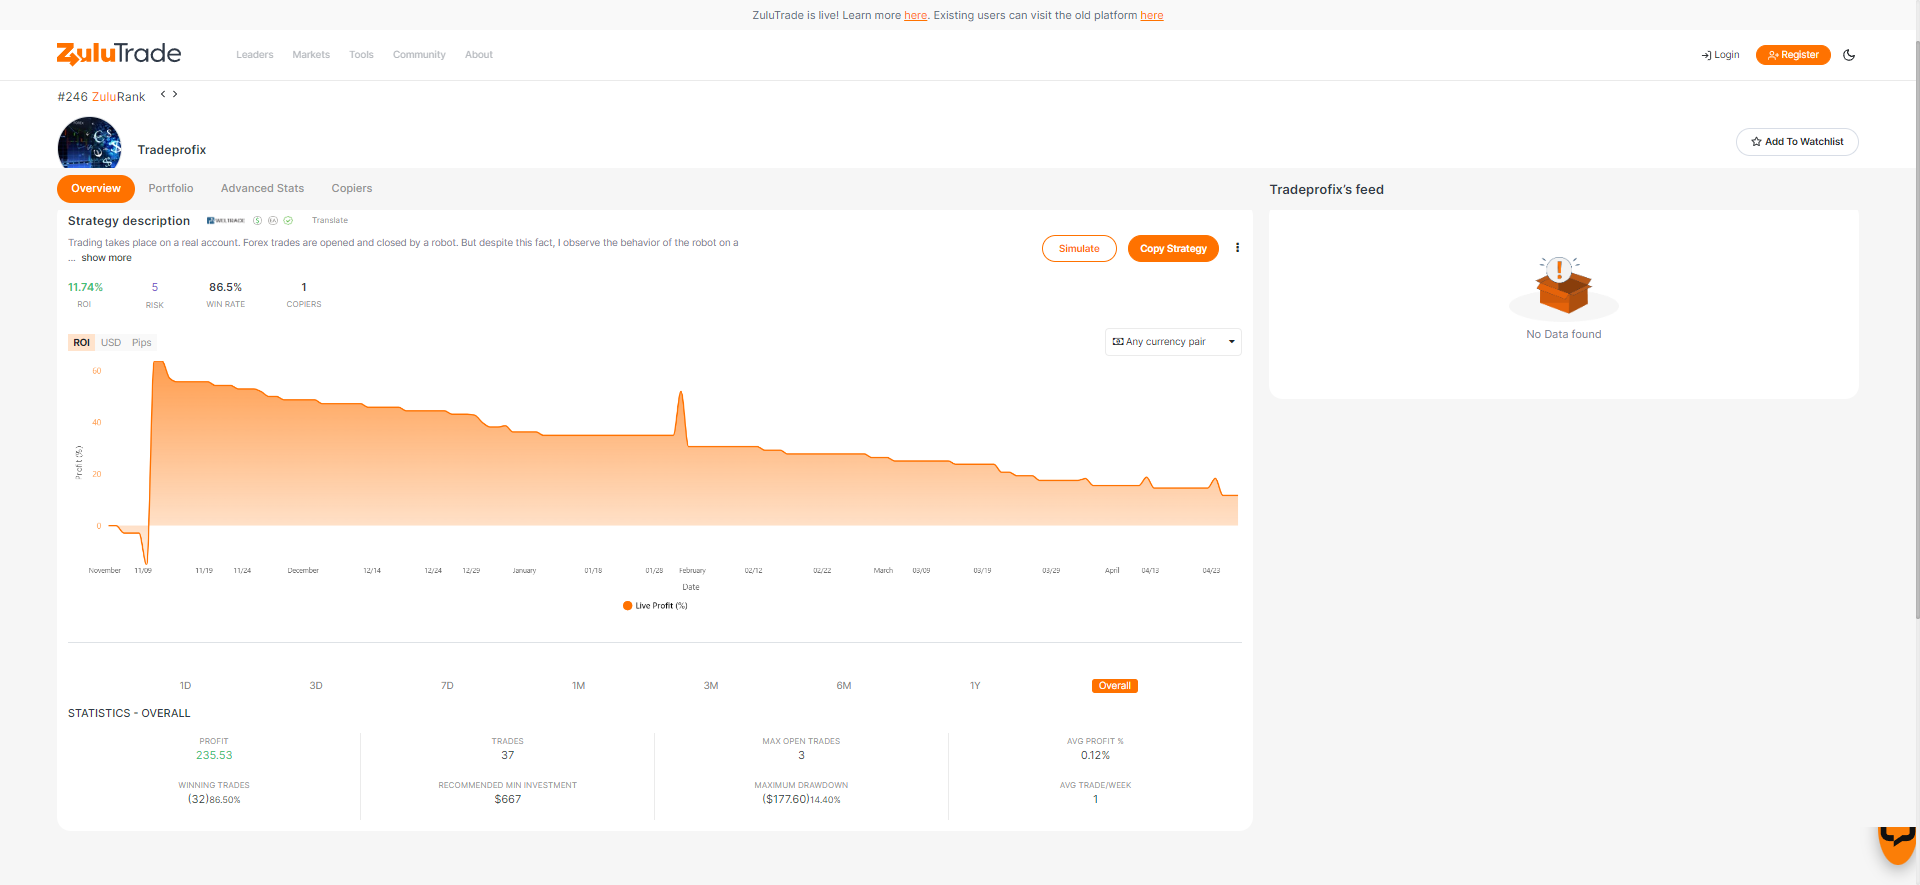 ZuluTrade is live! Learn more here. Existing users can visit the old platform here
ZuluTrade
Leaders Markets Tools Community About
Login Register
#246 ZuluRank
Tradeprofix
Add To Watchlist
Overview Portfolio Advanced Stats Copiers
Tradeprofix's feed
Strategy description Translate
Trading takes place on a real account. Forex trades are opened and closed by a robot. But despite this fact, I observe the behavior of the robot on a
... show more
Simulate Copy Strategy
11.74% 5 86.5% 1
ROI RISK WIN RATE COPIERS
No Data found
ROI USD Pips
Any currency pair
60
40
20
0
Profit (%)
November 11/09 11/19 11/24 December 12/14 12/24 12/29 January 01/18 01/28 February 02/12 02/22 March 03/09 03/19 03/29 April 04/13 04/23
Date
Live Profit (%)
1D 3D 7D 1M 3M 6M 1Y Overall
STATISTICS - OVERALL
PROFIT TRADES MAX OPEN TRADES AVG PROFIT %
235.53 37 3 0.12%
WINNING TRADES RECOMMENDED MIN INVESTMENT MAXIMUM DRAWDOWN AVG TRADE/WEEK
(32)86.50% $667 ($177.60)14.40% 1